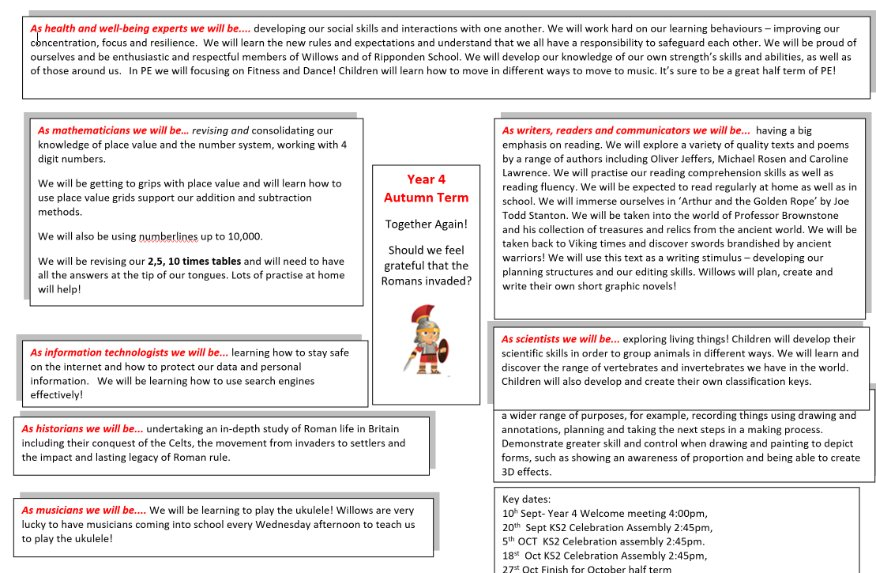 As health and well-being experts we will be.... developing our social skills and interactions with one another. We will work hard on our learning behaviours – improving our
concentration, focus and resilience.  We will learn the new rules and expectations and understand that we all have a responsibility to safeguard each other. We will be proud of
ourselves and be enthusiastic and respectful members of Willows and of Ripponden School. We will develop our knowledge of our own strength's skills and abilities, as well as
of those around us.   In PE we will focusing on Fitness and Dance! Children will learn how to move in different ways to move to music. It's sure to be a great half term of PE!
As mathematicians we will be… revising and consolidating our
knowledge of place value and the number system, working with 4
digit numbers.
We will be getting to grips with place value and will learn how to
use place value grids support our addition and subtraction
methods.
We will also be using numberlines up to 10,000.
We will be revising our 2,5, 10 times tables and will need to have
all the answers at the tip of our tongues. Lots of practise at home
will help!
Year 4
Autumn Term
Together Again!
Should we feel
grateful that the
Romans invaded?
As writers, readers and communicators we will be...  having a big
emphasis on reading. We will explore a variety of quality texts and poems
by a range of authors including Oliver Jeffers, Michael Rosen and Caroline
Lawrence. We will practise our reading comprehension skills as well as
reading fluency. We will be expected to read regularly at home as well as in
school. We will immerse ourselves in 'Arthur and the Golden Rope' by Joe
Todd Stanton. We will be taken into the world of Professor Brownstone
and his collection of treasures and relics from the ancient world. We will be
taken back to Viking times and discover swords brandished by ancient
warriors! We will use this text as a writing stimulus – developing our
planning structures and our editing skills. Willows will plan, create and
write their own short graphic novels!
As information technologists we will be... learning how to stay safe
on the internet and how to protect our data and personal
information.   We will be learning how to use search engines
effectively!
As scientists we will be... exploring living things! Children will develop their
scientific skills in order to group animals in different ways. We will learn and
discover the range of vertebrates and invertebrates we have in the world.
Children will also develop and create their own classification keys.
As historians we will be... undertaking an in-depth study of Roman life in Britain
including their conquest of the Celts, the movement from invaders to settlers and
the impact and lasting legacy of Roman rule.
a wider range of purposes, for example, recording things using drawing and
annotations, planning and taking the next steps in a making process.
Demonstrate greater skill and control when drawing and painting to depict
forms, such as showing an awareness of proportion and being able to create
3D effects.
As musicians we will be.... We will be learning to play the ukulele! Willows are very
lucky to have musicians coming into school every Wednesday afternoon to teach us
to play the ukulele!
Key dates:
10th Sept- Year 4 Welcome meeting 4:00pm,
20th  Sept KS2 Celebration Assembly 2:45pm,
5th OCT  KS2 Celebration Assembly 2:45pm.
18th  Oct KS2 Celebration assembly 2:45pm,
27th Oct Finish for October half term